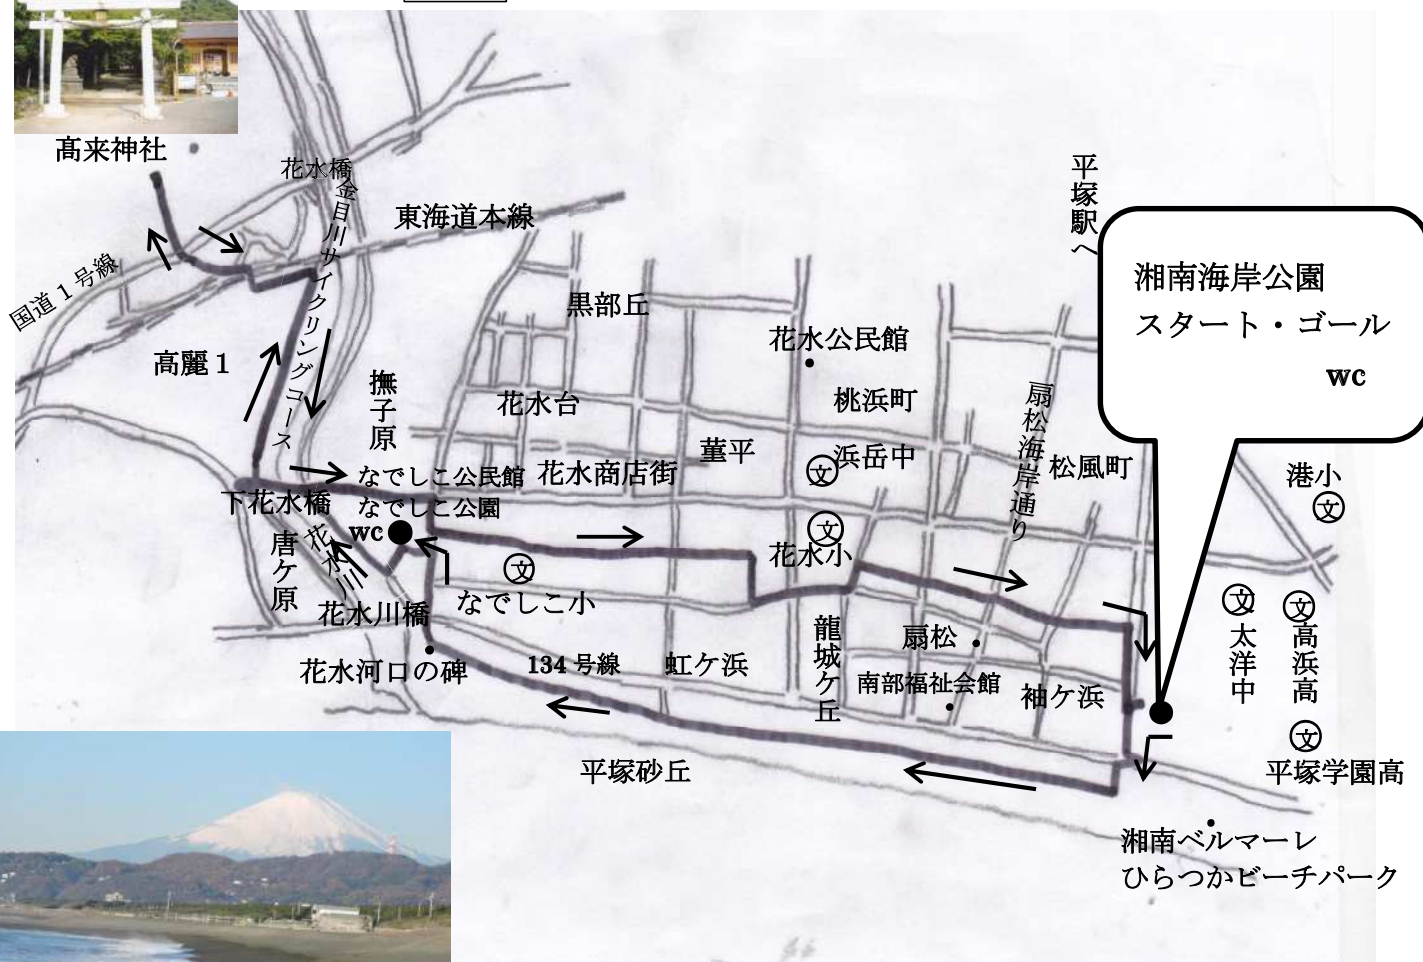 髙来神社
花水橋
金目川サイクリングコース
東海道本線
国道1号線
高麗1
撫子原
黒部丘
花水公民館
桃浜町
花水台
菫平
浜岳中
文
花水商店街
なでしこ公民館
なでしこ公園
wc
下花水橋
唐ケ原
花水川
花水川橋
花水河口の碑
文
なでしこ小
134号線
虹ケ浜
文
花水小
龍城ケ丘
扇松
南部福祉会館
袖ケ浜
扇松海岸通り
松風町
平塚駅へ
湘南海岸公園
スタート・ゴール
wc
港小
文
文
太洋中
文
高浜高
文
平塚学園高
平塚砂丘
湘南ベルマーレ
ひらつかビーチパーク